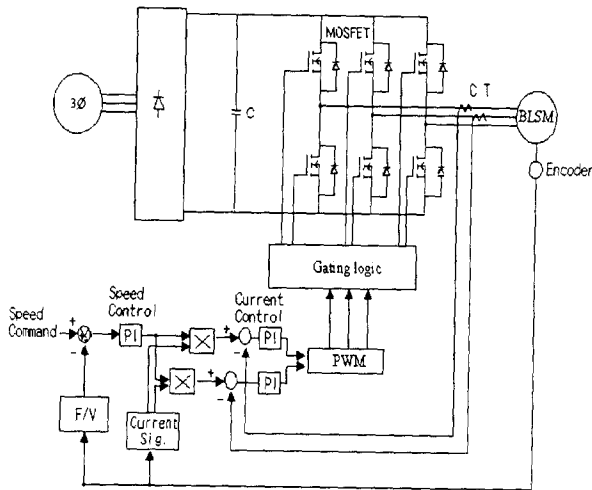 MOSFET
3Ø
C
C T
BLSM
Encoder
Gating logic
Speed
Control
Current
Control
Speed
Command
+
-
PI
+
-
PI
+
-
PI
PWM
F/V
Current
Sig.